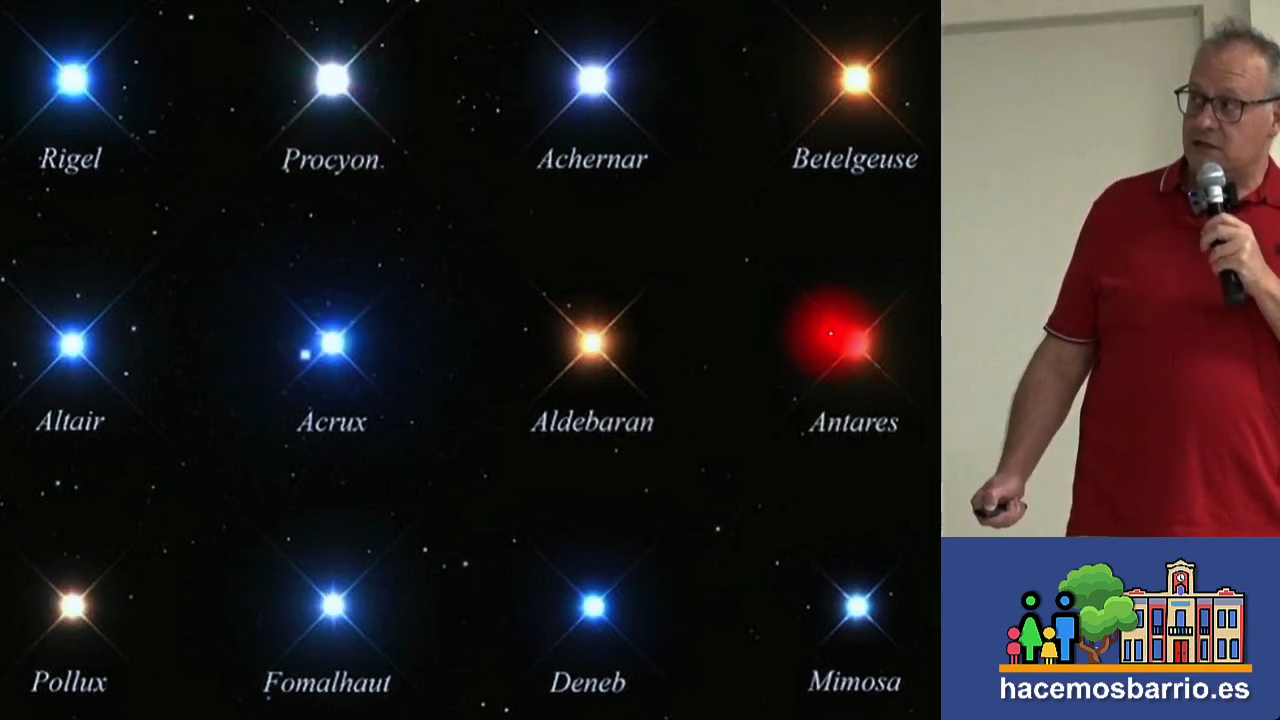 Rigel
Procyon
Achernar
Betelgeuse
Altair
Acrux
Aldebaran
Antares
Pollux
Fomalhaut
Deneb
Mimosa
hacemosbarrio.es